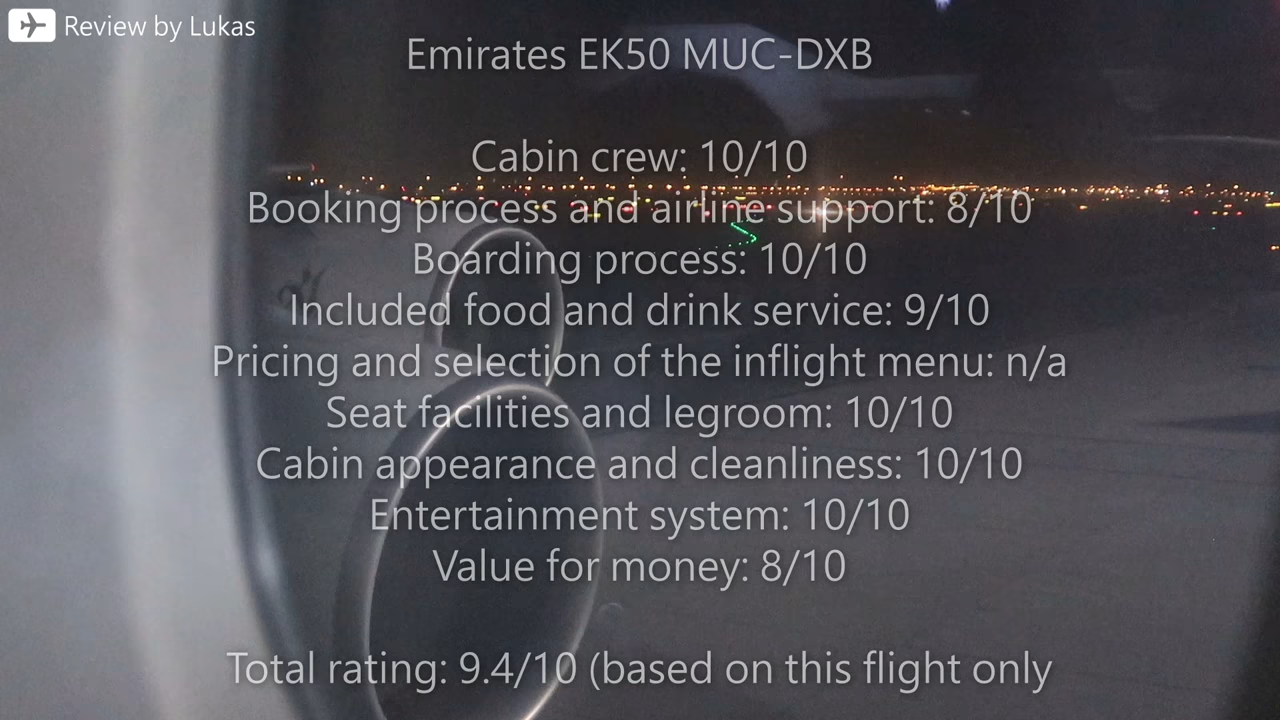 Review by Lukas
Emirates EK50 MUC-DXB
Cabin crew: 10/10
Booking process and airline support: 8/10
Boarding process: 10/10
Included food and drink service: 9/10
Pricing and selection of the inflight menu: n/a
Seat facilities and legroom: 10/10
Cabin appearance and cleanliness: 10/10
Entertainment system: 10/10
Value for money: 8/10
Total rating: 9.4/10 (based on this flight only